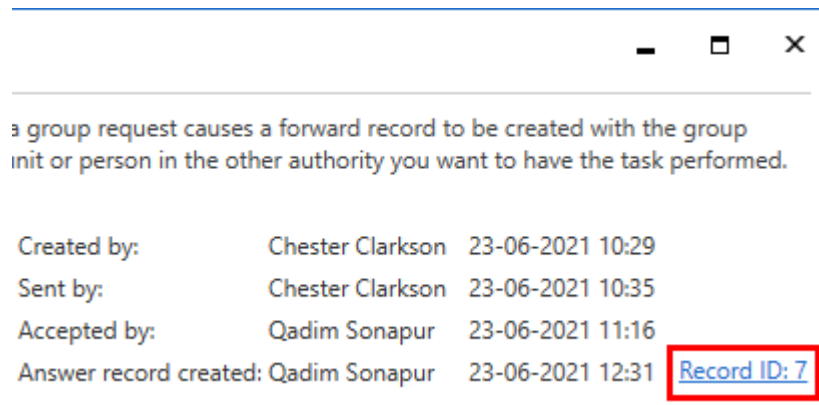 a group request causes a forward record to be created with the group
unit or person in the other authority you want to have the task performed.
Created by: Chester Clarkson 23-06-2021 10:29
Sent by: Chester Clarkson 23-06-2021 10:35
Accepted by: Qadim Sonapur 23-06-2021 11:16
Answer record created: Qadim Sonapur 23-06-2021 12:31 Record ID: 7